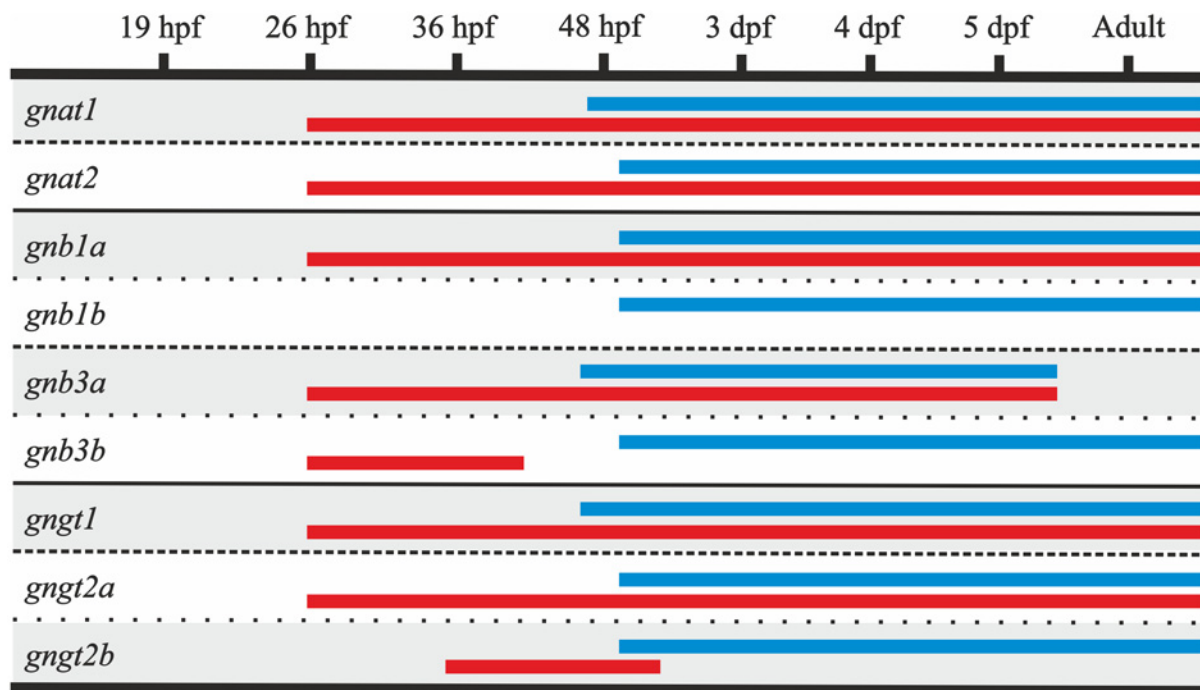 19 hpf 26 hpf 36 hpf 48 hpf 3 dpf 4 dpf 5 dpf Adult
gnat1
gnat2
gnb1a
gnb1b
gnb3a
gnb3b
gngt1
gngt2a
gngt2b